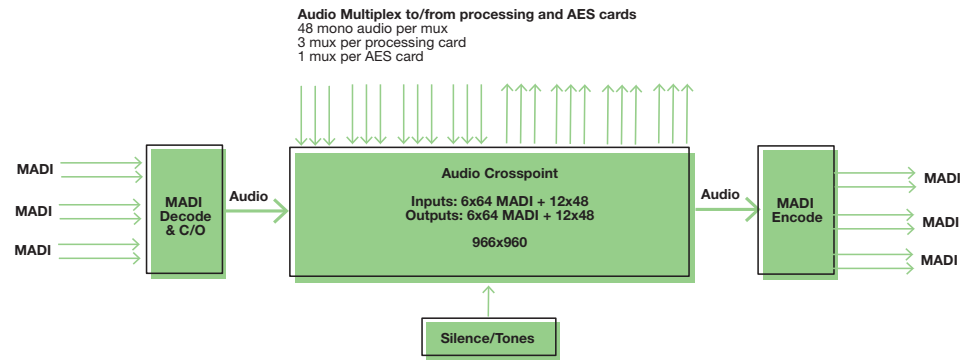 Audio Multiplex to/from processing and AES cards
48 mono audio per mux
3 mux per processing card
1 mux per AES card
MADI
MADI
MADI
MADI
Decode
& C/O
Audio
Audio Crosspoint
Inputs: 6x64 MADI + 12x48
Outputs: 6x64 MADI + 12x48
966x960
Audio
MADI
Encode
MADI
MADI
MADI
Silence/Tones